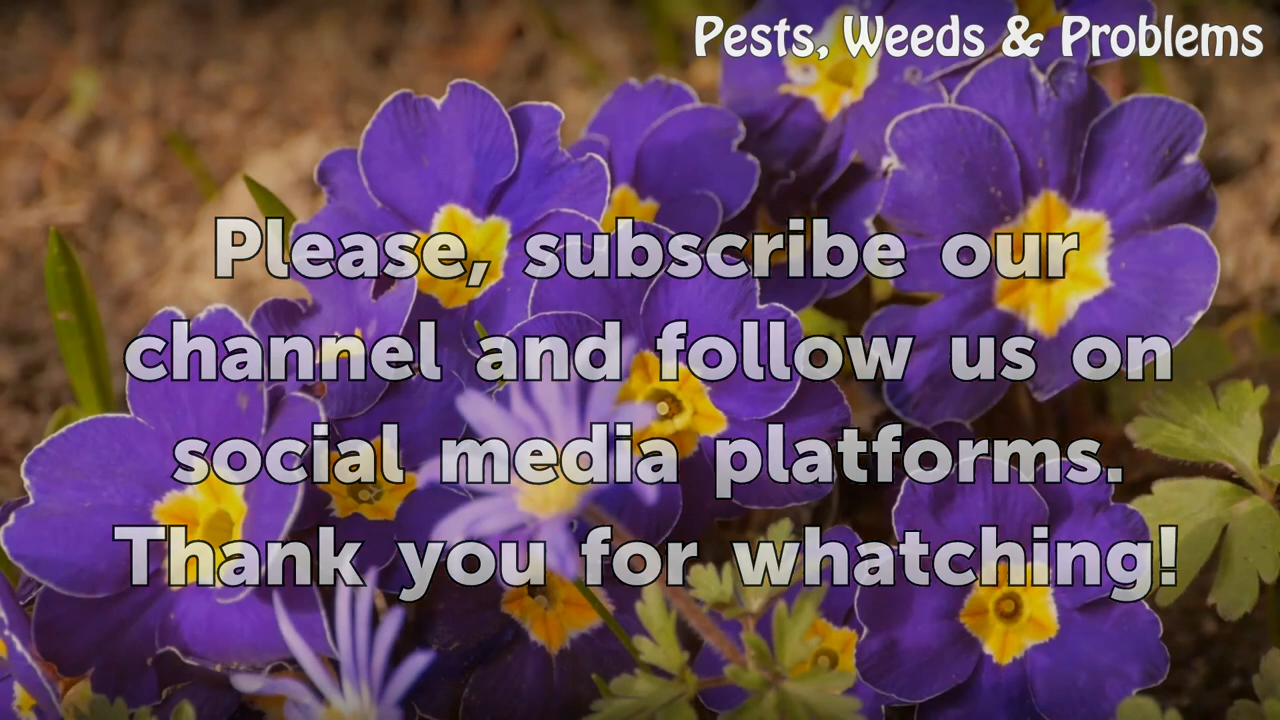 Pests, Weeds & Problems
Please, subscribe our
channel and follow us on
social media platforms.
Thank you for whatching!